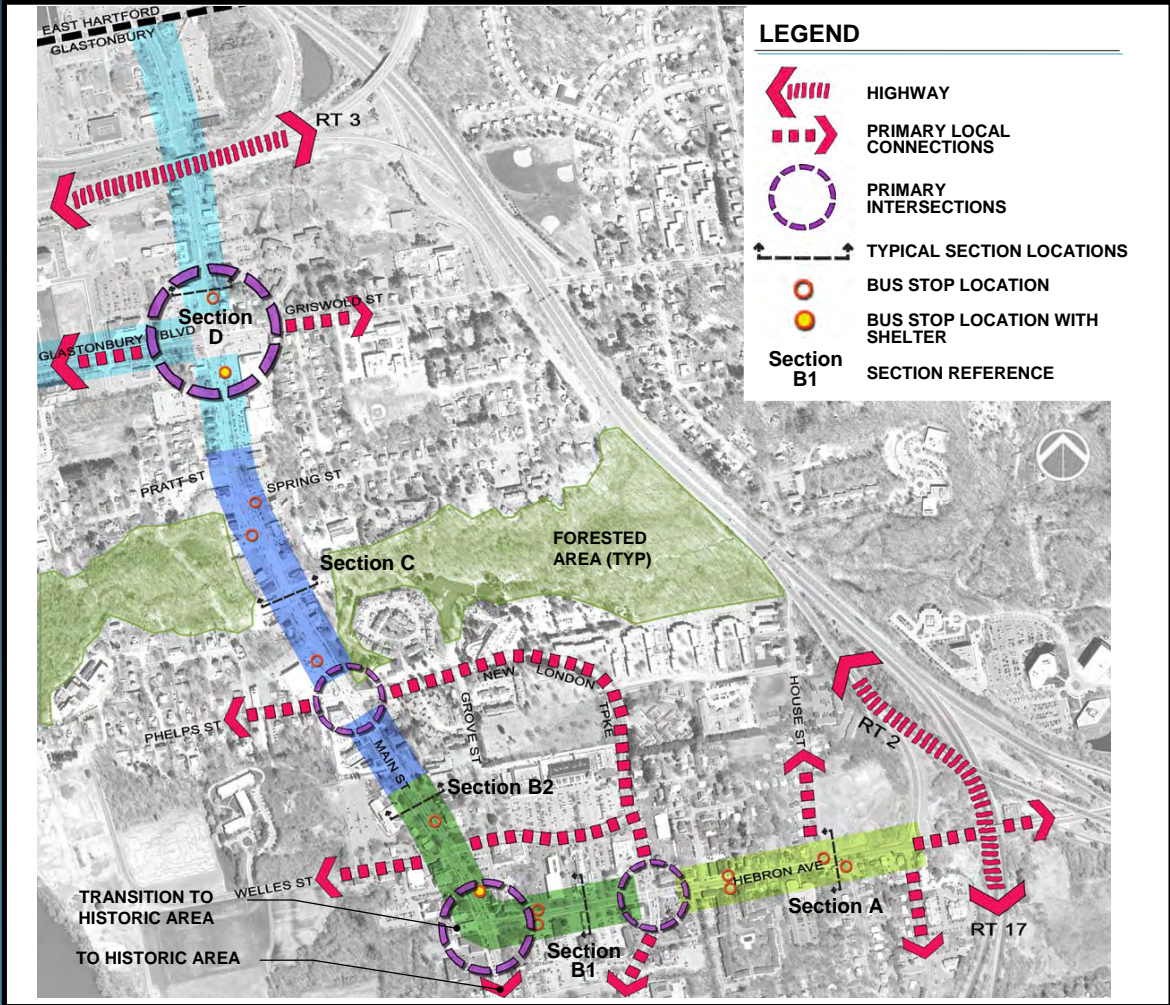 EAST HARTFORD
GLASTONBURY
RT 3
LEGEND
HIGHWAY
PRIMARY LOCAL
CONNECTIONS
PRIMARY
INTERSECTIONS
TYPICAL SECTION LOCATIONS
BUS STOP LOCATION
BUS STOP LOCATION WITH
SHELTER
Section
B1
SECTION REFERENCE
Section
D
GRISWOLD ST
GLASTONBURY BLVD
PRATT ST
SPRING ST
FORESTED
AREA (TYP)
Section C
NEW LONDON TPKE
GROVE ST
HOUSE ST
PHELPS ST
MAIN ST
RT 2
Section B2
WELLES ST
HEBRON AVE
TRANSITION TO
HISTORIC AREA
Section A
RT 17
TO HISTORIC AREA
Section
B1